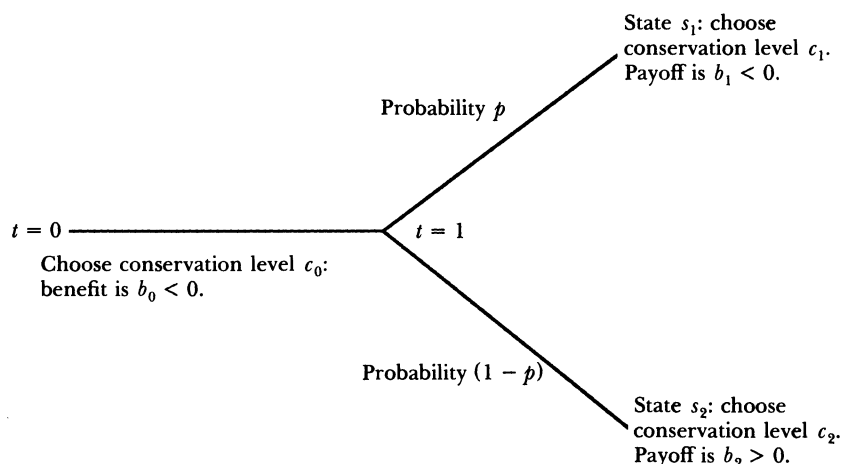 State s₁: choose
conservation level c₁.
Payoff is b₁ < 0.
Probability p
t = 0
t = 1
Choose conservation level c₀:
benefit is b₀ < 0.
Probability (1 − p)
State s₂: choose
conservation level c₂.
Payoff is b₂ > 0.